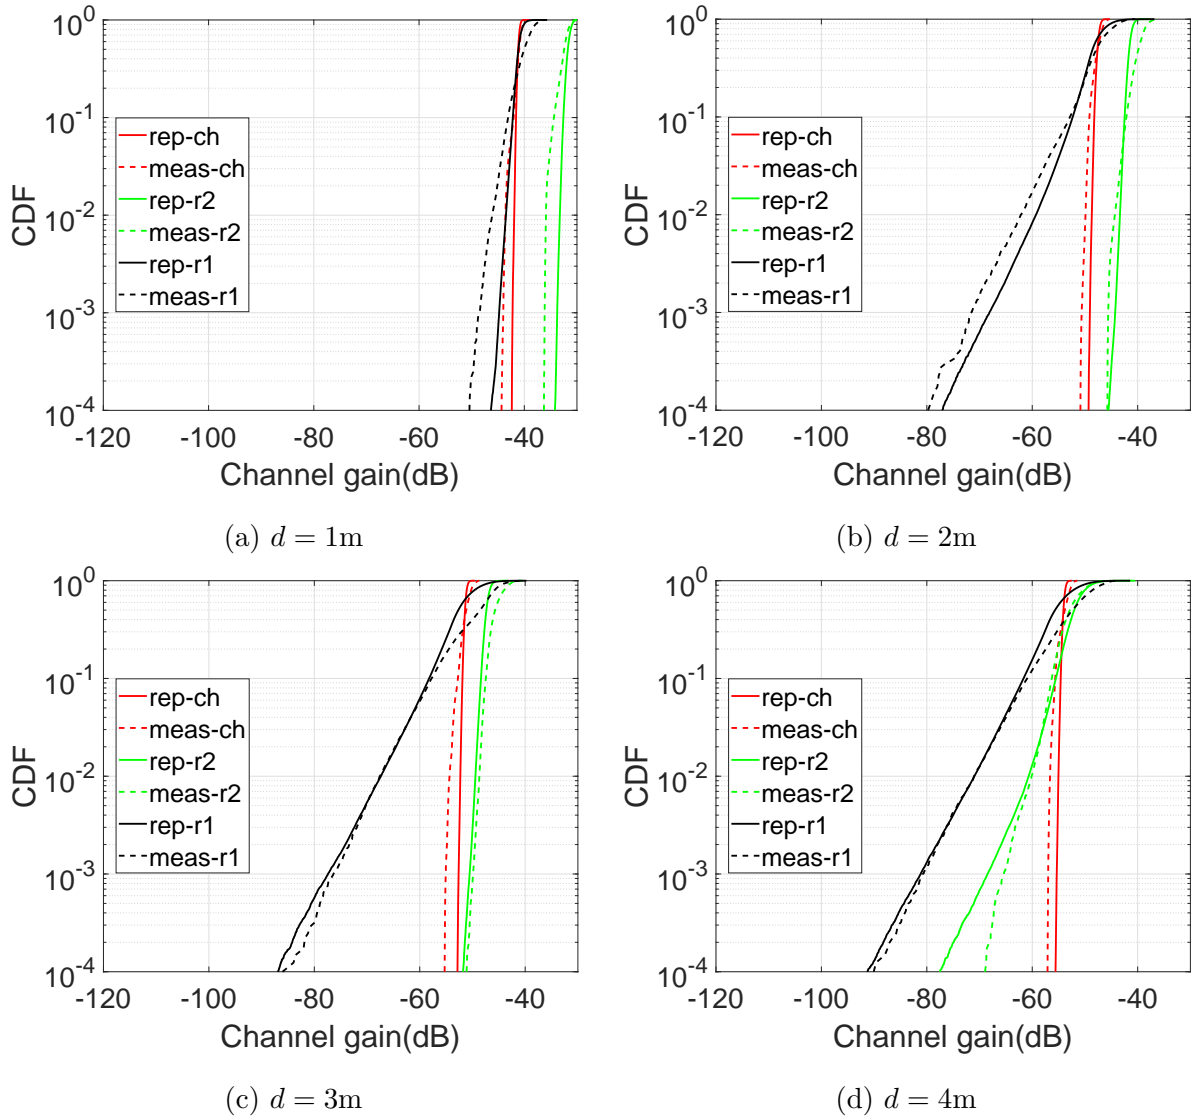 10^0
10^-1
10^-2
10^-3
10^-4
CDF
rep-ch
meas-ch
rep-r2
meas-r2
rep-r1
meas-r1
-120 -100 -80 -60 -40
Channel gain(dB)
(a) d = 1m
10^0
10^-1
10^-2
10^-3
10^-4
CDF
rep-ch
meas-ch
rep-r2
meas-r2
rep-r1
meas-r1
-120 -100 -80 -60 -40
Channel gain(dB)
(b) d = 2m
10^0
10^-1
10^-2
10^-3
10^-4
CDF
rep-ch
meas-ch
rep-r2
meas-r2
rep-r1
meas-r1
-120 -100 -80 -60 -40
Channel gain(dB)
(c) d = 3m
10^0
10^-1
10^-2
10^-3
10^-4
CDF
rep-ch
meas-ch
rep-r2
meas-r2
rep-r1
meas-r1
-120 -100 -80 -60 -40
Channel gain(dB)
(d) d = 4m